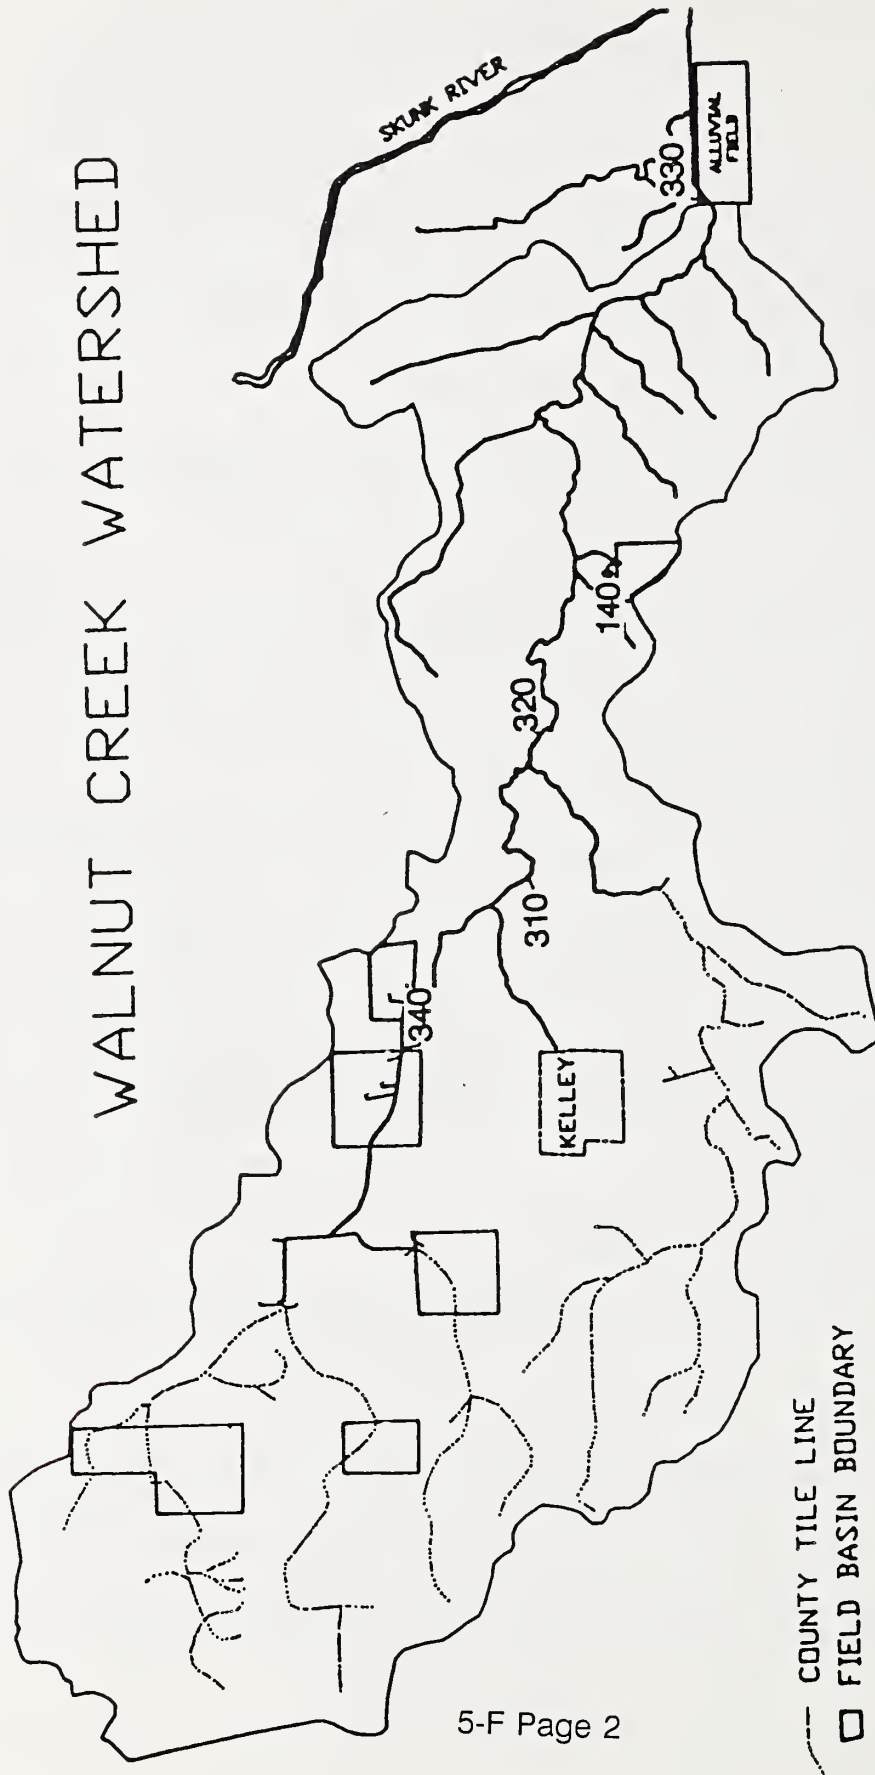 WALNUT CREEK WATERSHED
SKUNK RIVER
ALLUVIAL
FIELD
330
140
320
310
340
KELLEY
COUNTY TILE LINE
FIELD BASIN BOUNDARY
5-F Page 2